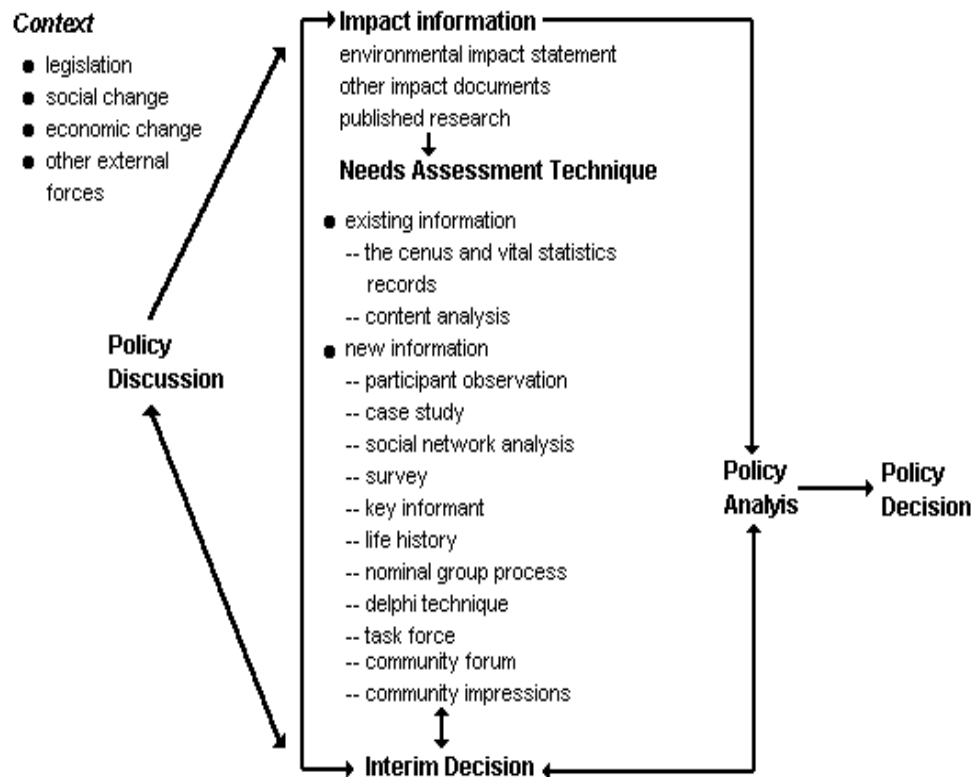 Context
● legislation
● social change
● economic change
● other external
forces
Policy
Discussion
Impact information
environmental impact statement
other impact documents
published research
Needs Assessment Technique
● existing information
-- the cenus and vital statistics
records
-- content analysis
● new information
-- participant observation
-- case study
-- social network analysis
-- survey
-- key informant
-- life history
-- nominal group process
-- delphi technique
-- task force
-- community forum
-- community impressions
Interim Decision
Policy
Analyis
Policy
Decision